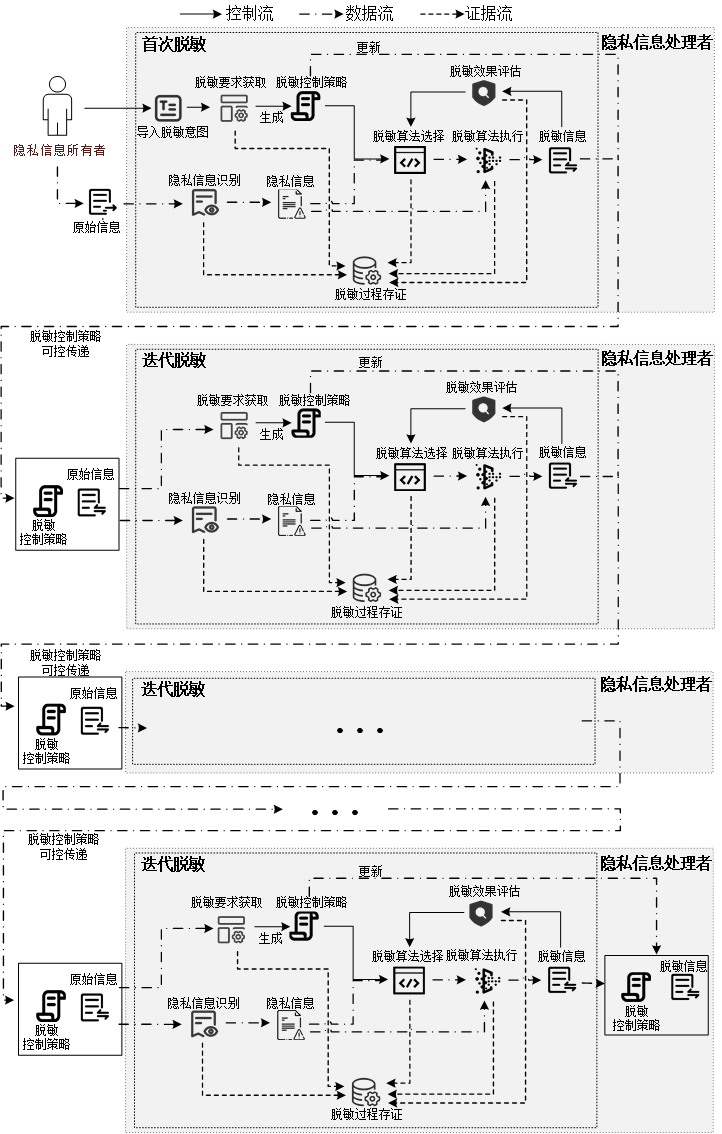 控制流 数据流 证据流
首次脱敏 更新 隐私信息处理者
脱敏要求获取 脱敏控制策略 脱敏效果评估
生成
导入脱敏意图 脱敏算法选择 脱敏算法执行 脱敏信息
隐私信息所有者
隐私信息识别 隐私信息
原始信息
脱敏过程存证
脱敏控制策略
可控传递
迭代脱敏 更新 隐私信息处理者
脱敏要求获取 脱敏控制策略 脱敏效果评估
生成
脱敏算法选择 脱敏算法执行 脱敏信息
原始信息
隐私信息识别 隐私信息
脱敏
控制策略
脱敏过程存证
脱敏控制策略
可控传递
迭代脱敏 隐私信息处理者
原始信息
• • •
脱敏
控制策略
• • •
脱敏控制策略
可控传递
迭代脱敏 更新 隐私信息处理者
脱敏要求获取 脱敏控制策略 脱敏效果评估
生成
脱敏算法选择 脱敏算法执行 脱敏信息
原始信息 脱敏信息
隐私信息识别 隐私信息
脱敏
控制策略
脱敏
控制策略
脱敏过程存证